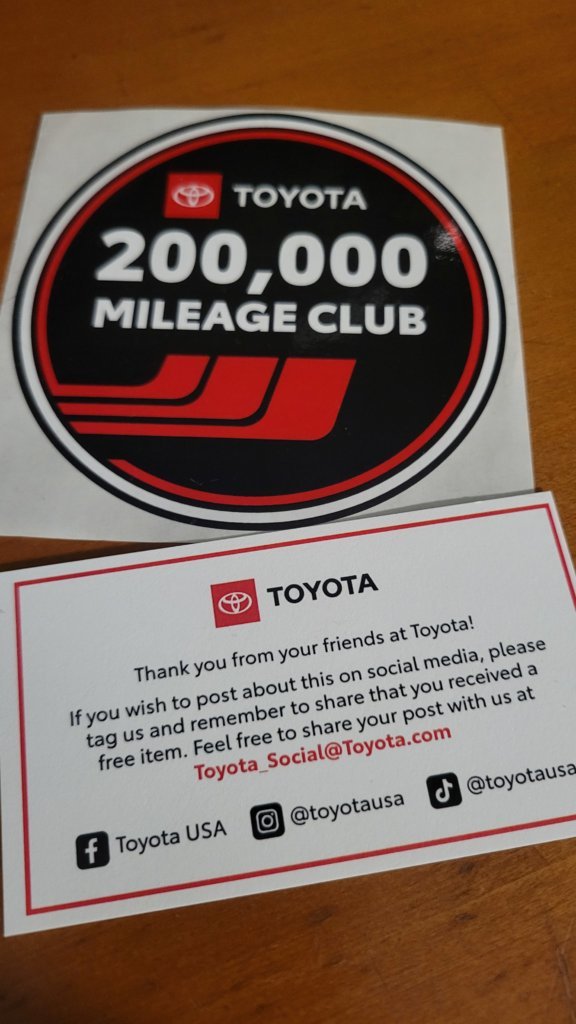 TOYOTA
200,000
MILEAGE CLUB
TOYOTA
Thank you from your friends at Toyota!
If you wish to post about this on social media, please
tag us and remember to share that you received a
free item. Feel free to share your post with us at
Toyota_Social@Toyota.com
Toyota USA @toyotausa @toyotausa